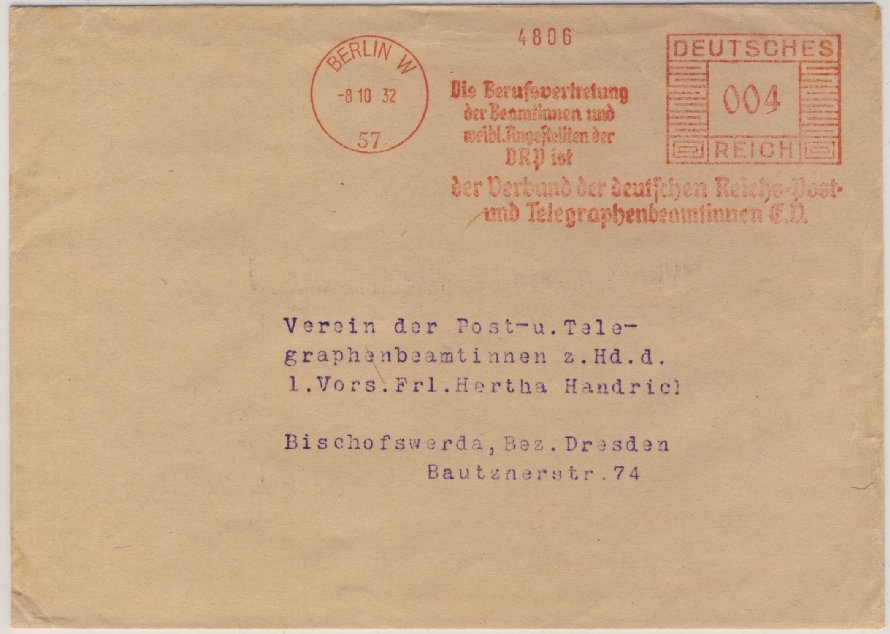 BERLIN W
-8 10 32
57
4806
Die Berufsvertretung
der Beamtinnen und
weibl. Angestellten der
DRP ist
der Verband der deutschen Reichs-Post-
und Telegraphenbeamtinnen E.V.
DEUTSCHES
004
REICH
Verein der Post-u.Tele-
graphenbeamtinnen z.Hd.d.
1.Vors.Frl.Hertha Handrich
Bischofswerda,Bez.Dresden
Bautznerstr.74